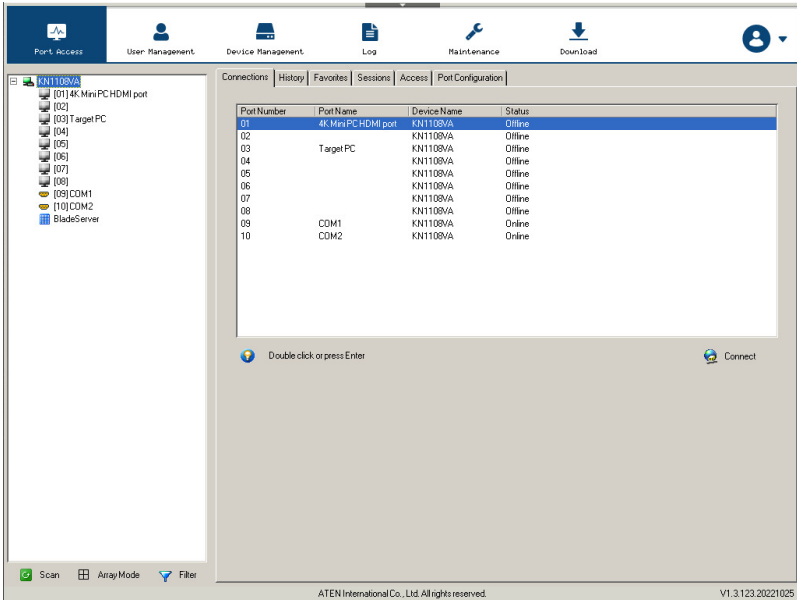 Port Access User Management Device Management Log Maintenance Download
KN1108VA
[01]4K Mini PC HDMI port
[02]
[03]Target PC
[04]
[05]
[06]
[07]
[08]
[09]COM1
[10]COM2
BladeServer
Scan Array Mode Filter
Connections History Favorites Sessions Access Port Configuration
Port Number Port Name Device Name Status
01 4K Mini PC HDMI port KN1108VA Offline
02 KN1108VA Offline
03 Target PC KN1108VA Offline
04 KN1108VA Offline
05 KN1108VA Offline
06 KN1108VA Offline
07 KN1108VA Offline
08 KN1108VA Offline
09 COM1 KN1108VA Online
10 COM2 KN1108VA Online
Double click or press Enter Connect
ATEN International Co., Ltd. All rights reserved. V1.3.123.20221025